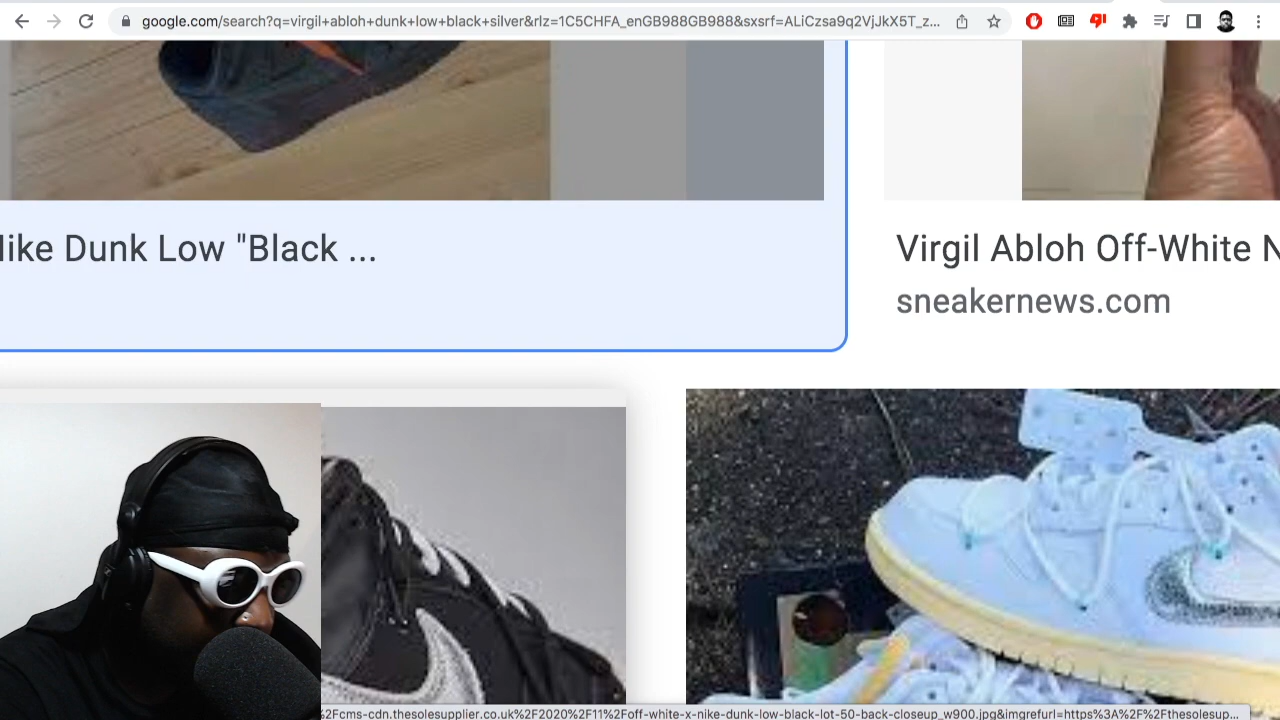 google.com/search?q=virgil+abloh+dunk+low+black+silver&rlz=1C5CHFA_enGB988GB988&sxsrf=ALiCzsa9q2VjJkX5T_z...
Nike Dunk Low "Black ...
Virgil Abloh Off-White N
sneakernews.com
%2Fcms-cdn.thesolesupplier.co.uk%2F2020%2F11%2Foff-white-x-nike-dunk-low-black-lot-50-back-closeup_w900.jpg&imgrefurl=https%3A%2F%2Fthesolesup...